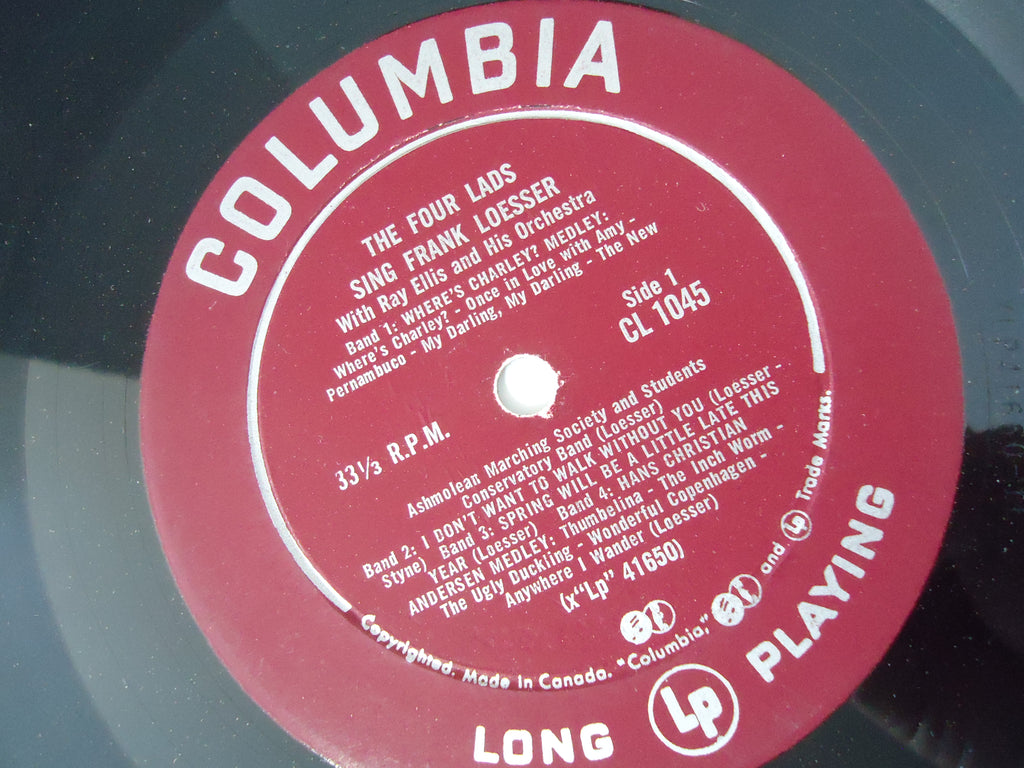 COLUMBIA
THE FOUR LADS
SING FRANK LOESSER
With Ray Ellis and His Orchestra
Band 1: WHERE'S CHARLEY? MEDLEY:
Where's Charley? - Once in Love with Amy -
Pernambuco - My Darling, My Darling - The New
Side 1
CL 1045
33⅓ R.P.M.
Ashmolean Marching Society and Students
Conservatory Band (Loesser)
Band 2: I DON'T WANT TO WALK WITHOUT YOU (Loesser -
Styne) Band 3: SPRING WILL BE A LITTLE LATE THIS
YEAR (Loesser) Band 4: HANS CHRISTIAN
ANDERSEN MEDLEY: Thumbelina - The Inch Worm -
The Ugly Duckling - Wonderful Copenhagen -
Anywhere I Wander (Loesser)
(x"Lp" 41650)
Copyrighted. Made In Canada. "Columbia," and Lp Trade Marks.
LONG Lp PLAYING